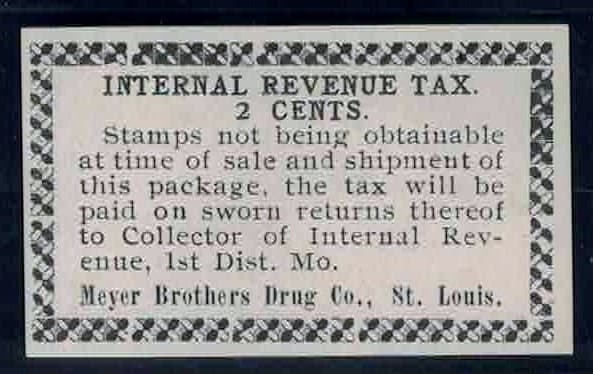 INTERNAL REVENUE TAX.
2 CENTS.
Stamps not being obtainable
at time of sale and shipment of
this package, the tax will be
paid on sworn returns thereof
to Collector of Internal Rev-
enue, 1st Dist. Mo.
Meyer Brothers Drug Co., St. Louis.